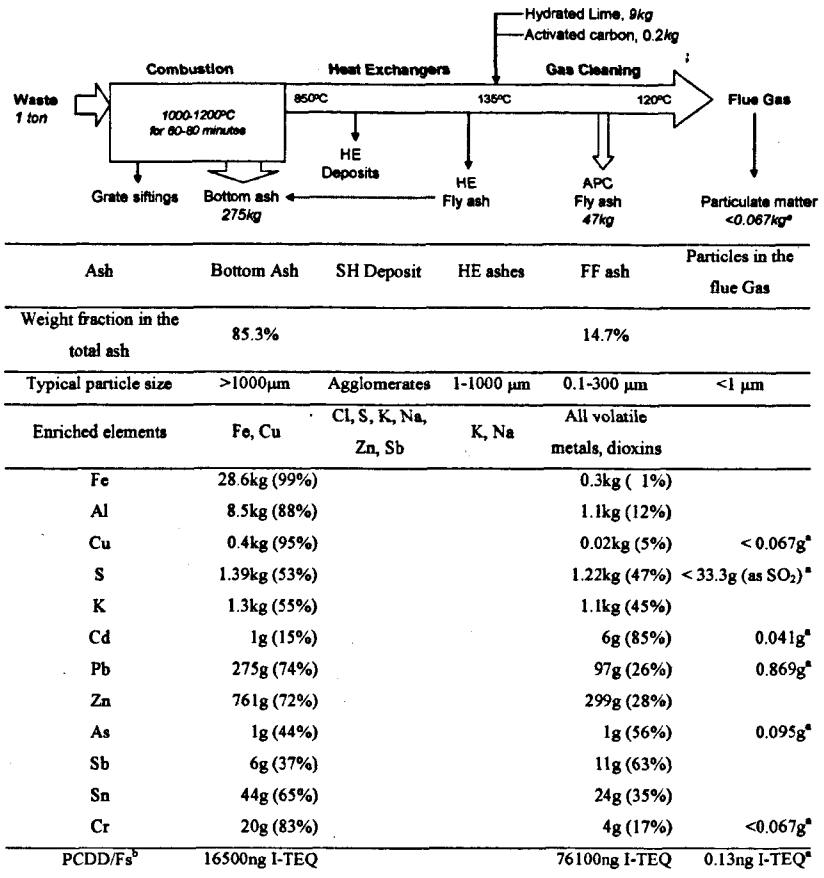 Hydrated Lime, 9kg
Activated carbon, 0.2kg
Combustion Heat Exchangers Gas Cleaning
Waste
1 ton
1000-1200ºC
for 60-80 minutes
850ºC 135ºC 120ºC
Flue Gas
HE
Deposits
Grate siftings
Bottom ash
275kg
HE
Fly ash
APC
Fly ash
47kg
Particulate matter
<0.067kgᵃ
Ash Bottom Ash SH Deposit HE ashes FF ash Particles in the
flue Gas
Weight fraction in the
total ash
85.3% 14.7%
Typical particle size >1000μm Agglomerates 1-1000 μm 0.1-300 μm <1 μm
Enriched elements Fe, Cu Cl, S, K, Na,
Zn, Sb
K, Na All volatile
metals, dioxins
Fe 28.6kg (99%) 0.3kg ( 1%)
Al 8.5kg (88%) 1.1kg (12%)
Cu 0.4kg (95%) 0.02kg (5%) < 0.067gᵃ
S 1.39kg (53%) 1.22kg (47%) < 33.3g (as SO₂)ᵃ
K 1.3kg (55%) 1.1kg (45%)
Cd 1g (15%) 6g (85%) 0.041gᵃ
Pb 275g (74%) 97g (26%) 0.869gᵃ
Zn 761g (72%) 299g (28%)
As 1g (44%) 1g (56%) 0.095gᵃ
Sb 6g (37%) 11g (63%)
Sn 44g (65%) 24g (35%)
Cr 20g (83%) 4g (17%) <0.067gᵃ
PCDD/Fsᵇ 16500ng I-TEQ 76100ng I-TEQ 0.13ng I-TEQᵃ